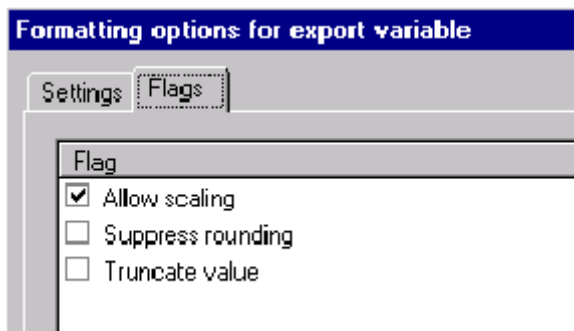 Formatting options for export variable
Settings Flags
Flag
Allow scaling
Suppress rounding
Truncate value